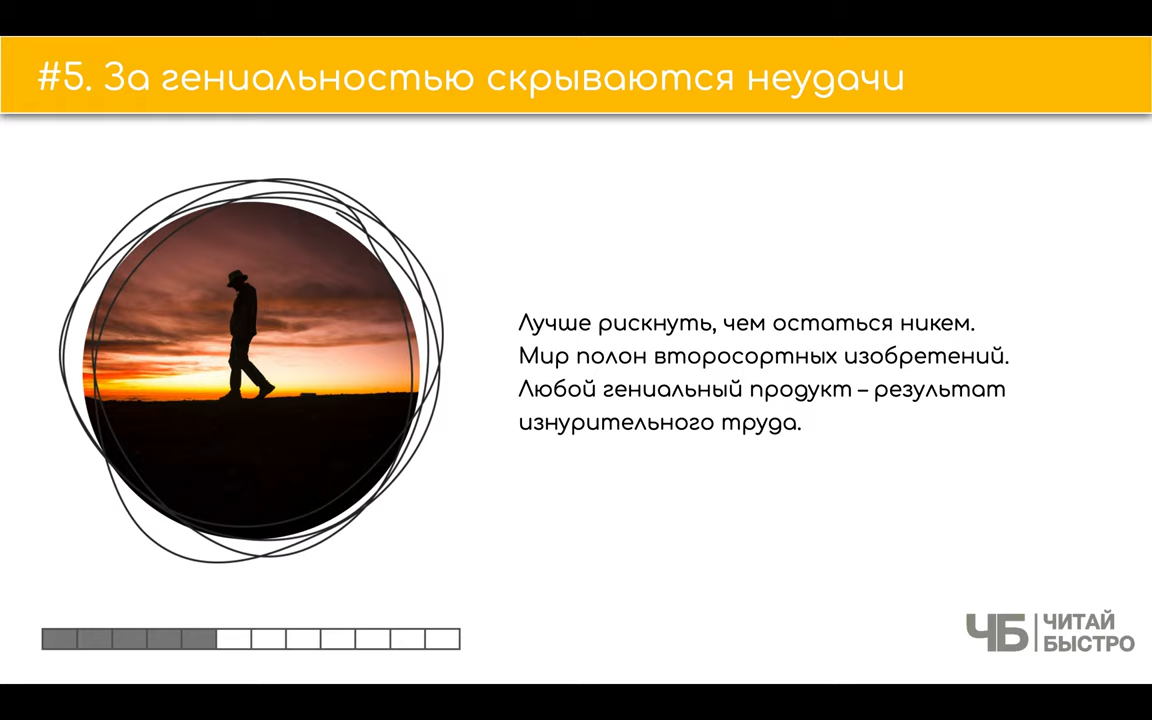 #5. За гениальностью скрываются неудачи
Лучше рискнуть, чем остаться никем.
Мир полон второсортных изобретений.
Любой гениальный продукт – результат
изнурительного труда.
ЧБ
ЧИТАЙ
БЫСТРО